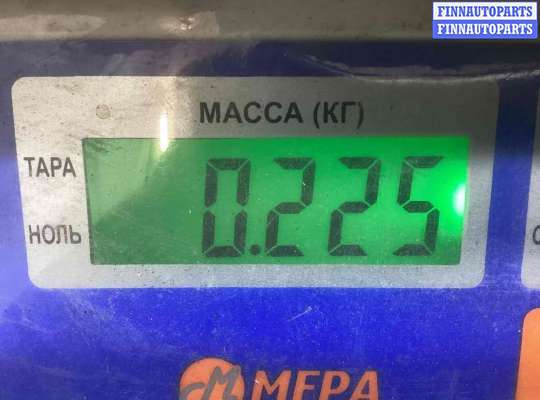 FINNAUTOPARTS
FINNAUTOPARTS
МАССА (КГ)
ТАРА
0.225
НОЛЬ
МЕРА